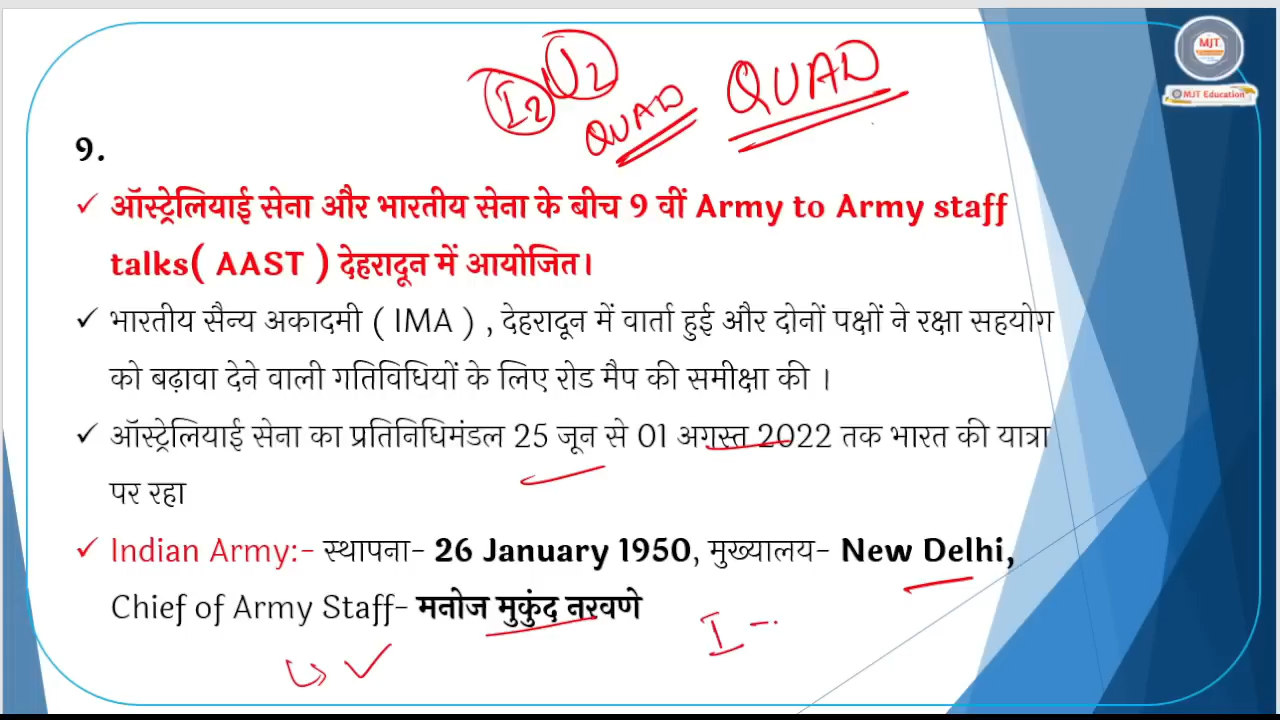 I2 U2
QUAD QUAD
MJT
MJT Education
9.
✓ ऑस्ट्रेलियाई सेना और भारतीय सेना के बीच 9 वीं Army to Army staff
talks( AAST ) देहरादून में आयोजित।
✓ भारतीय सैन्य अकादमी ( IMA ) , देहरादून में वार्ता हुई और दोनों पक्षों ने रक्षा सहयोग
को बढ़ावा देने वाली गतिविधियों के लिए रोड मैप की समीक्षा की ।
✓ ऑस्ट्रेलियाई सेना का प्रतिनिधिमंडल 25 जून से 01 अगस्त 2022 तक भारत की यात्रा
पर रहा
✓ Indian Army:- स्थापना- 26 January 1950, मुख्यालय- New Delhi,
Chief of Army Staff- मनोज मुकुंद नरवणे
I -